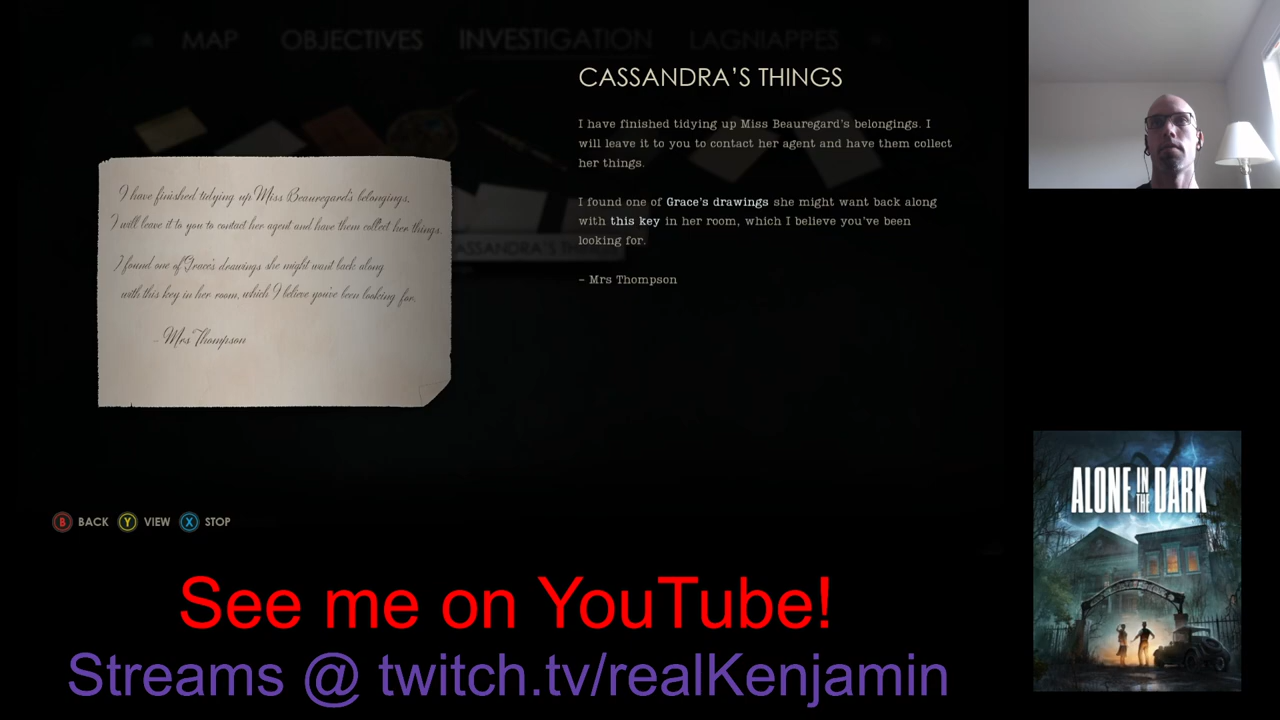 MAP OBJECTIVES INVESTIGATION LAGNIAPPES
CASSANDRA'S THINGS
I have finished tidying up Miss Beauregard's belongings. I
will leave it to you to contact her agent and have them collect
her things.
I found one of Grace's drawings she might want back along
with this key in her room, which I believe you've been
looking for.
– Mrs Thompson
I have finished tidying up Miss Beauregard's belongings.
I will leave it to you to contact her agent and have them collect her things.
I found one of Grace's drawings she might want back along
with this key in her room, which I believe you've been looking for.
- Mrs Thompson
CASSANDRA'S TH
B BACK Y VIEW X STOP
See me on YouTube!
Streams @ twitch.tv/realKenjamin
ALONE IN THE DARK